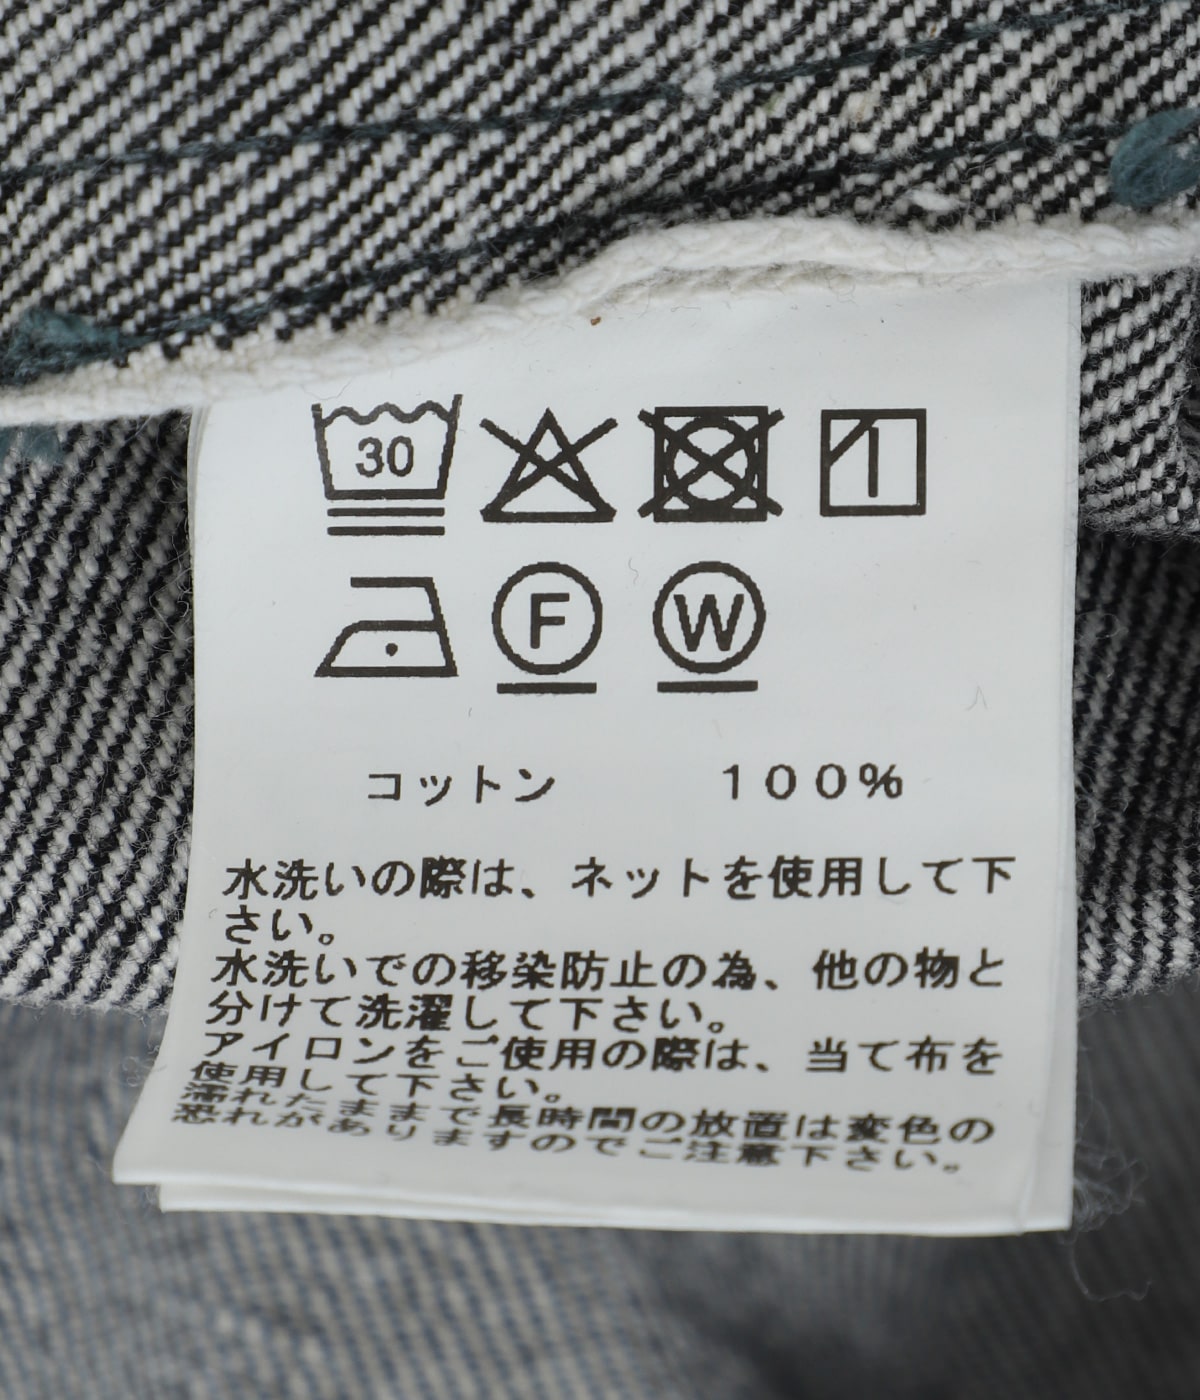 30
F W
コットン 100%
水洗いの際は、ネットを使用して下
さい。
水洗いでの移染防止の為、他の物と
分けて洗濯して下さい。
アイロンをご使用の際は、当て布を
使用して下さい。
濡れたままで長時間の放置は変色の
恐れがありますのでご注意下さい。